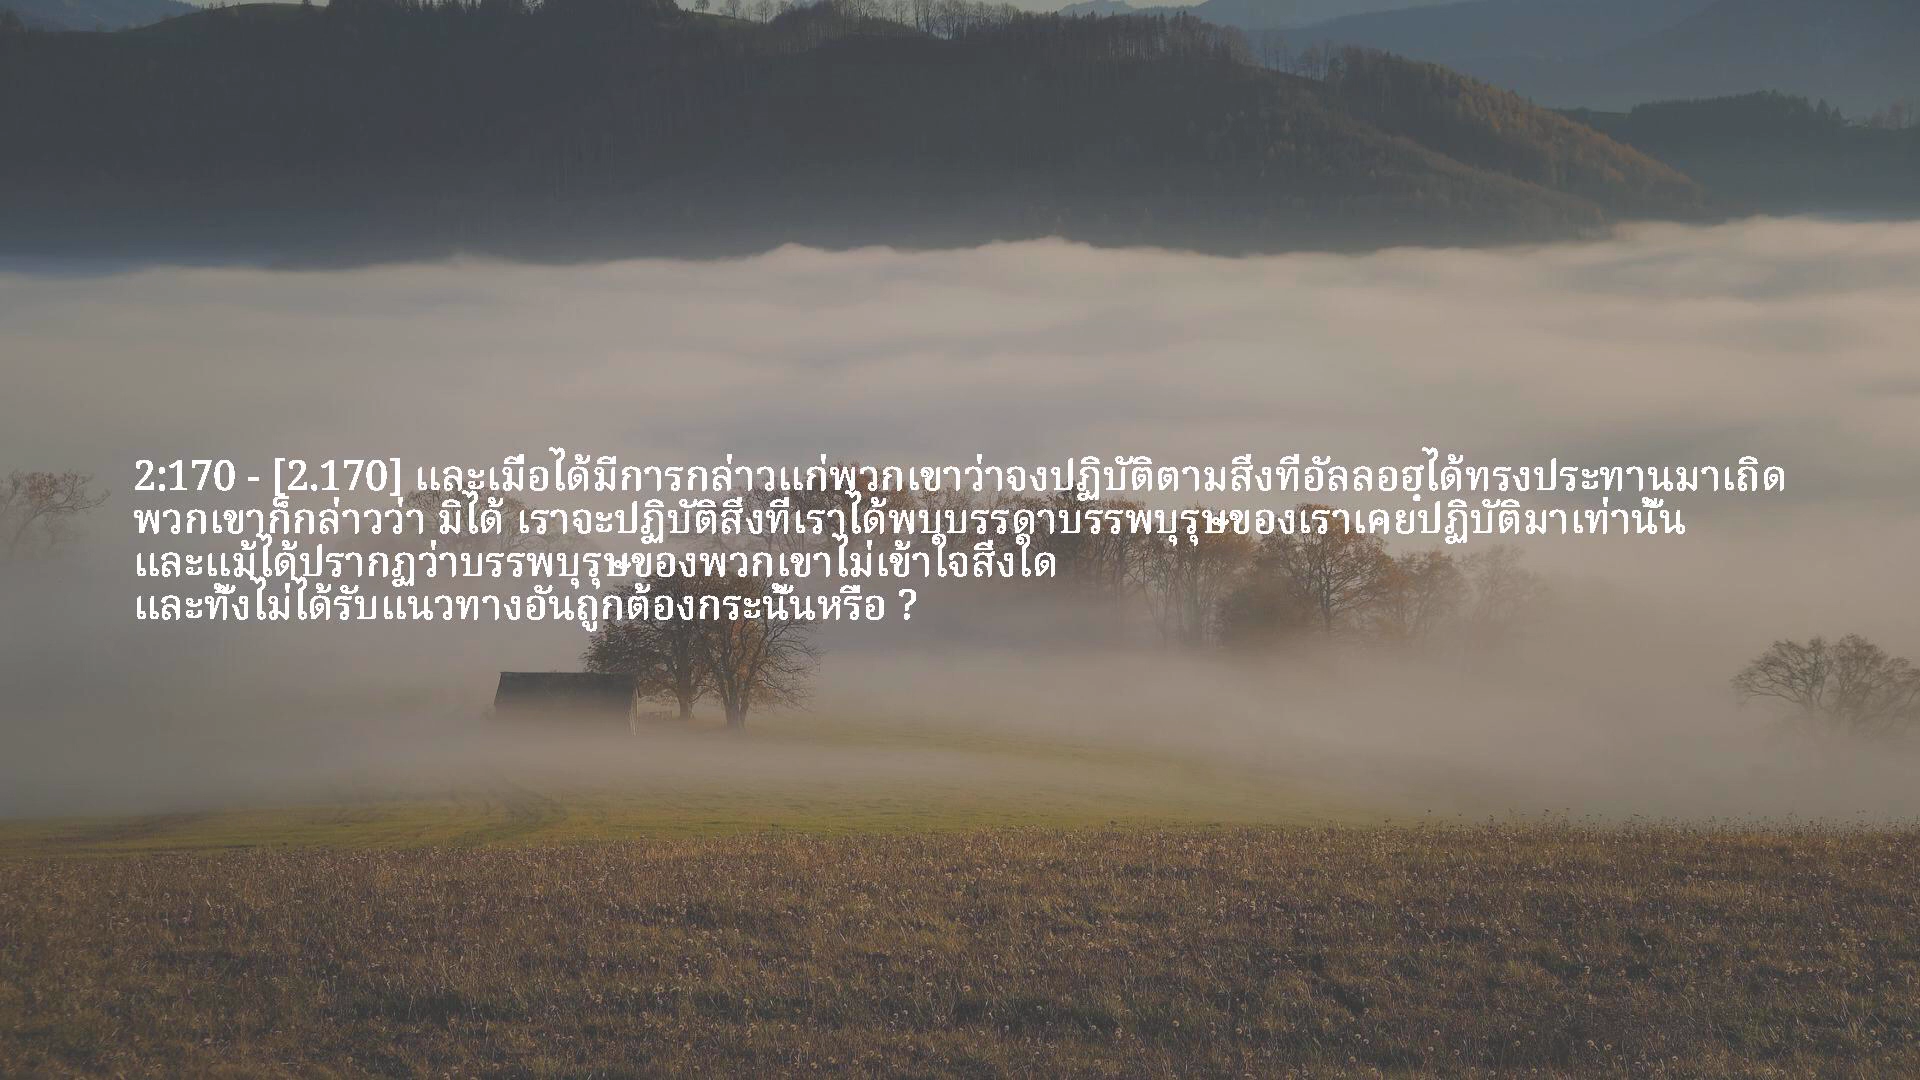 2:170 - [2.170] และเมื่อได้มีการกล่าวแก่พวกเขาว่าจงปฏิบัติตามสิ่งที่อัลลอฮฺได้ทรงประทานมาเถิด
พวกเขาก็กล่าวว่า มิได้ เราจะปฏิบัติสิ่งที่เราได้พบบรรดาบรรพบุรุษของเราเคยปฏิบัติมาเท่านั้น
และแม้ได้ปรากฏว่าบรรพบุรุษของพวกเขาไม่เข้าใจสิ่งใด
และทั้งไม่ได้รับแนวทางอันถูกต้องกระนั้นหรือ ?